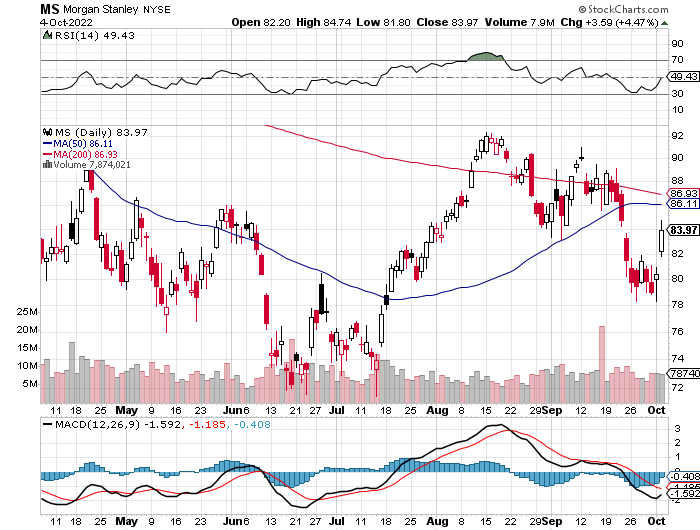 MS Morgan Stanley NYSE © StockCharts.com
4-Oct-2022 Open 82.20 High 84.74 Low 81.80 Close 83.97 Volume 7.9M Chg +3.59 (+4.47%)
RSI(14) 49.43
90
70
49.43
30
10
MS (Daily) 83.97
MA(50) 86.11
MA(200) 86.93
Volume 7,874,021
92
90
88
86.93
86.11
83.97
82
80
78
76
74
72
25M
20M
15M
10M
5M
78740
11 18 25 May 9 16 23 Jun 6 13 21 27 Jul 11 18 25 Aug 8 15 22 29 Sep 12 19 26 Oct
MACD(12,26,9) -1.592, -1.185, -0.408
3
2
1
-0.408
-1.185
-1.592
11 18 25 May 9 16 23 Jun 6 13 21 27 Jul 11 18 25 Aug 8 15 22 29 Sep 12 19 26 Oct